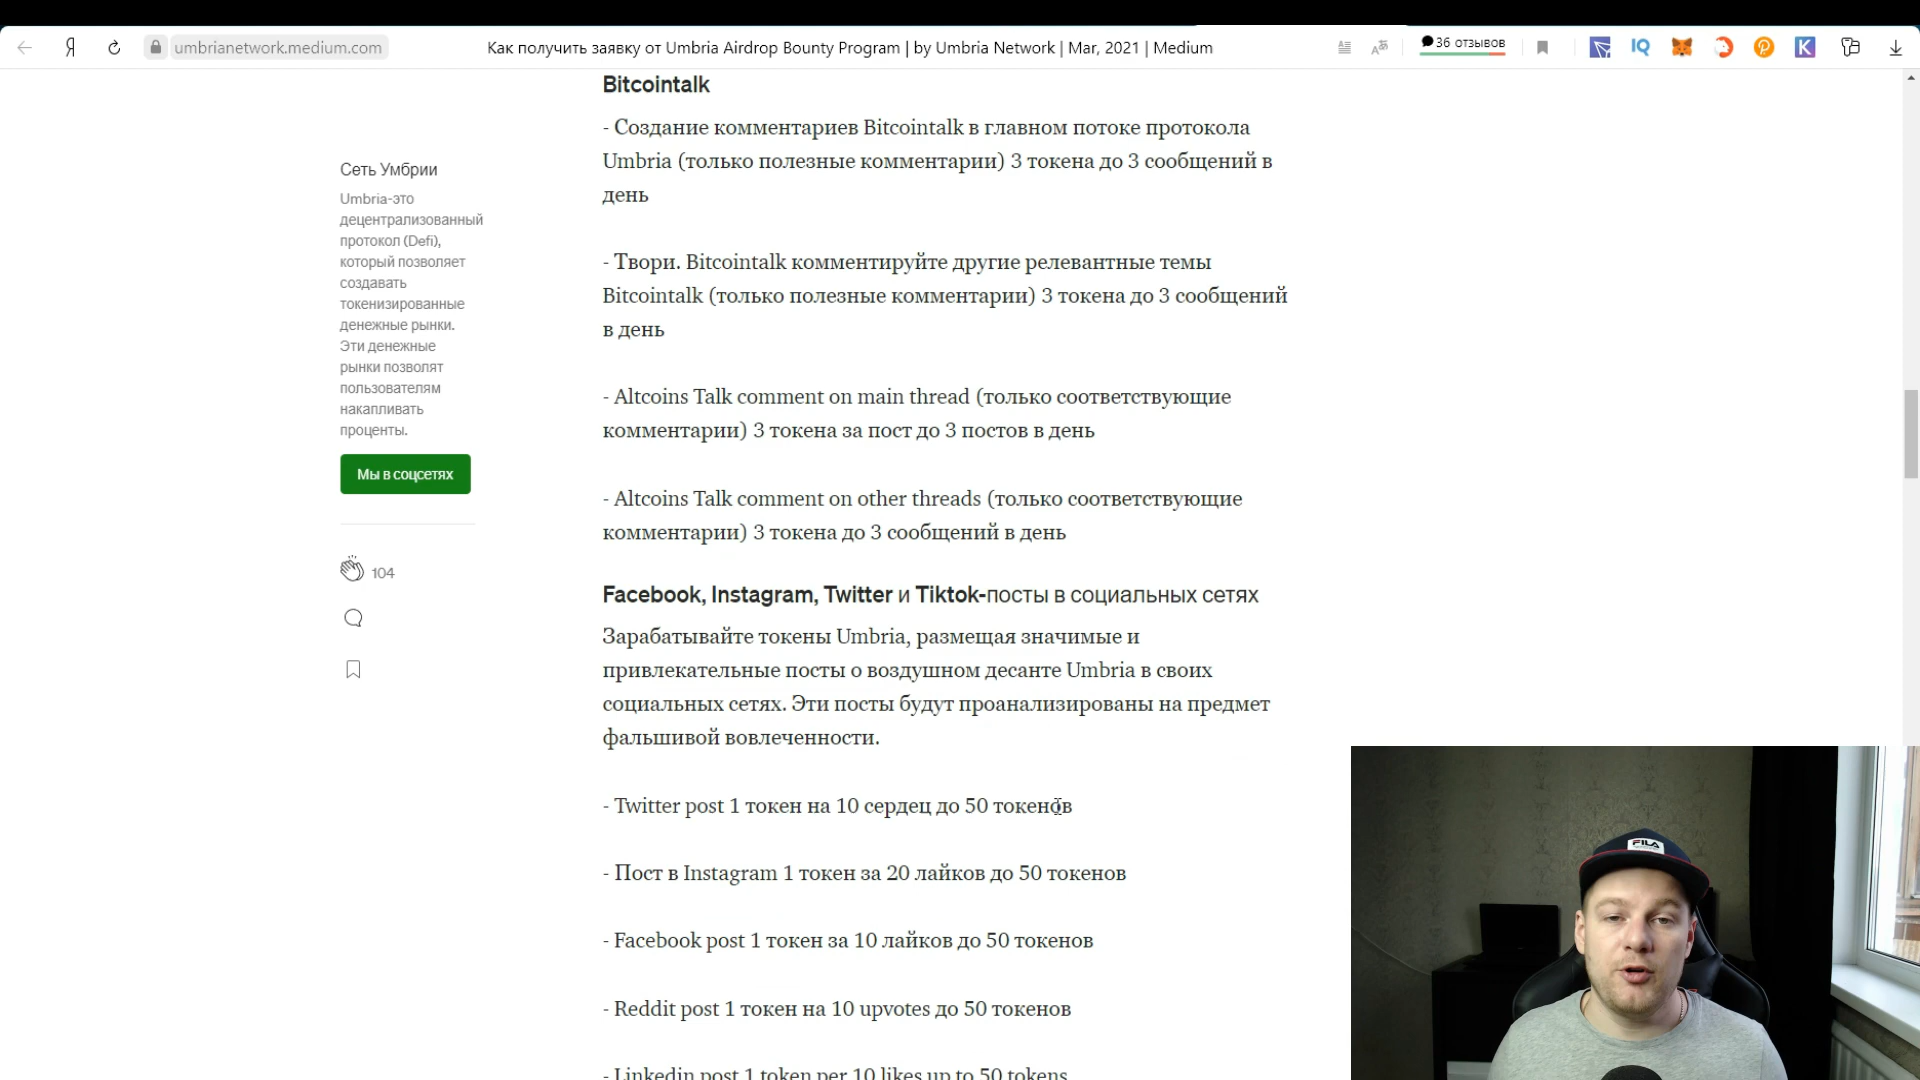 Я
umbrianetwork.medium.com
Как получить заявку от Umbria Airdrop Bounty Program | by Umbria Network | Mar, 2021 | Medium
36 отзывов
IQ
K
Сеть Умбрии
Umbria-это
децентрализованный
протокол (Defi),
который позволяет
создавать
токенизированные
денежные рынки.
Эти денежные
рынки позволят
пользователям
накапливать
проценты.
Мы в соцсетях
104
Bitcointalk
- Создание комментариев Bitcointalk в главном потоке протокола
Umbria (только полезные комментарии) 3 токена до 3 сообщений в
день
- Твори. Bitcointalk комментируйте другие релевантные темы
Bitcointalk (только полезные комментарии) 3 токена до 3 сообщений
в день
- Altcoins Talk comment on main thread (только соответствующие
комментарии) 3 токена за пост до 3 постов в день
- Altcoins Talk comment on other threads (только соответствующие
комментарии) 3 токена до 3 сообщений в день
Facebook, Instagram, Twitter и Tiktok-посты в социальных сетях
Зарабатывайте токены Umbria, размещая значимые и
привлекательные посты о воздушном десанте Umbria в своих
социальных сетях. Эти посты будут проанализированы на предмет
фальшивой вовлеченности.
- Twitter post 1 токен на 10 сердец до 50 токенов
- Пост в Instagram 1 токен за 20 лайков до 50 токенов
- Facebook post 1 токен за 10 лайков до 50 токенов
- Reddit post 1 токен на 10 upvotes до 50 токенов
- Linkedin post 1 token per 10 likes up to 50 tokens
FILA